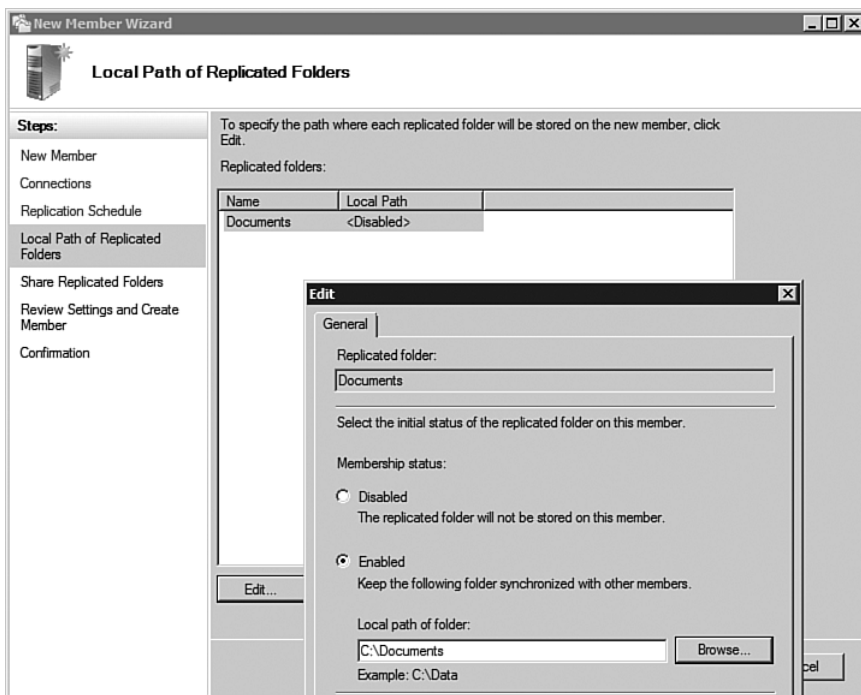 New Member Wizard
Local Path of Replicated Folders
Steps:
New Member
Connections
Replication Schedule
Local Path of Replicated
Folders
Share Replicated Folders
Review Settings and Create
Member
Confirmation
To specify the path where each replicated folder will be stored on the new member, click
Edit.
Replicated folders:
Name Local Path
Documents <Disabled>
Edit...
Edit
General
Replicated folder:
Documents
Select the initial status of the replicated folder on this member.
Membership status:
Disabled
The replicated folder will not be stored on this member.
Enabled
Keep the following folder synchronized with other members.
Local path of folder:
C:\Documents
Browse...
Example: C:\Data